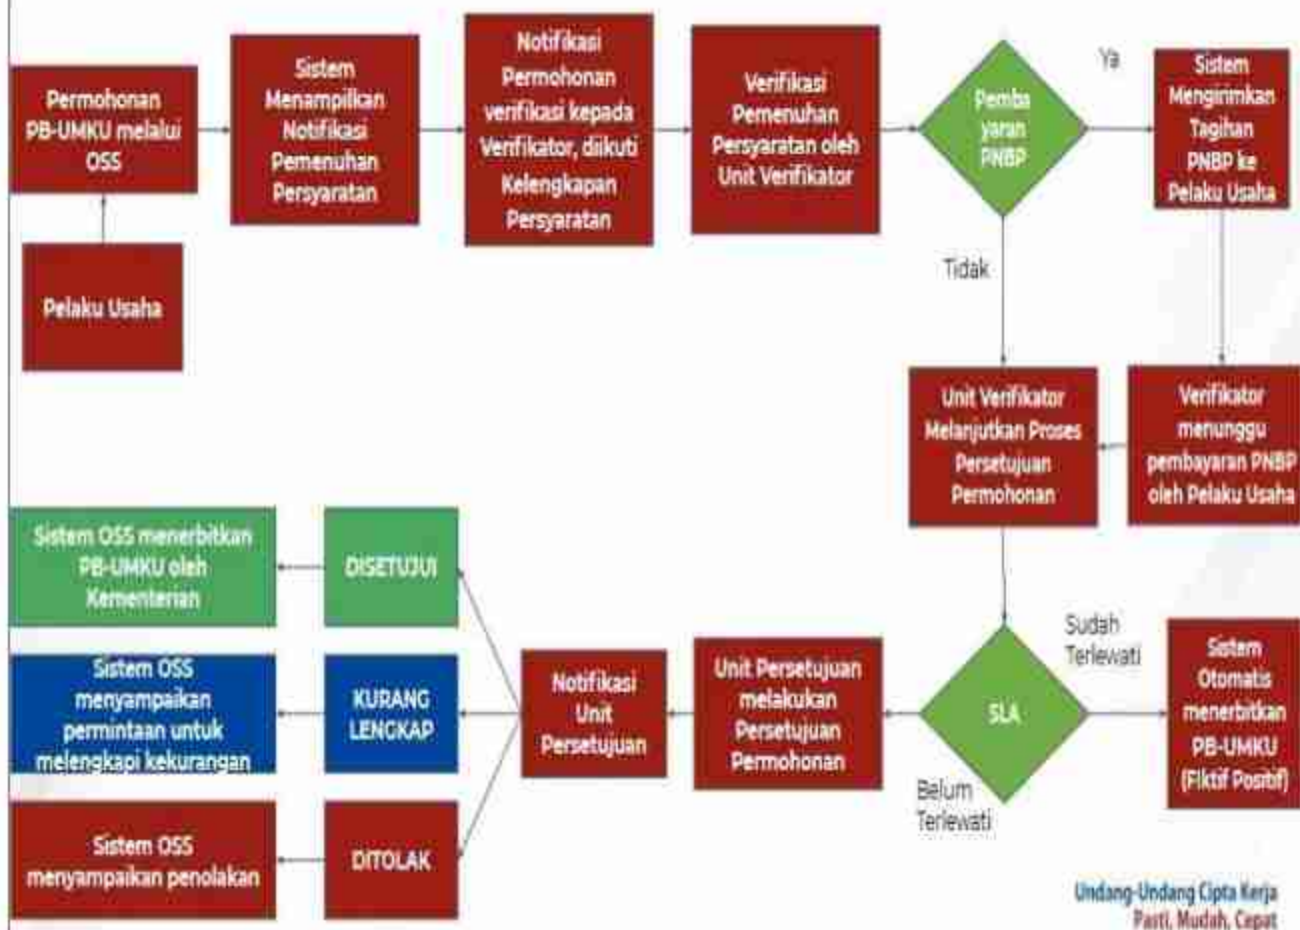 Permohonan
PB-UMKU melalui
OSS
Pelaku Usaha
Sistem
Menampilkan
Notifikasi
Pemenuhan
Persyaratan
Notifikasi
Permohonan
verifikasi kepada
Verifikator, diikuti
Kelengkapan
Persyaratan
Verifikasi
Pemenuhan
Persyaratan oleh
Unit Verifikator
Pemba
yaran
PNBP
Ya
Sistem
Mengirimkan
Tagihan
PNBP ke
Pelaku Usaha
Tidak
Verifikator
menunggu
pembayaran PNBP
oleh Pelaku Usaha
Unit Verifikator
Melanjutkan Proses
Persetujuan
Permohonan
SLA
Sudah
Terlewati
Sistem
Otomatis
menerbitkan
PB-UMKU
(Fiktif Positif)
Belum
Terlewati
Unit Persetujuan
melakukan
Persetujuan
Permohonan
Notifikasi
Unit
Persetujuan
DISETUJUI
Sistem OSS menerbitkan
PB-UMKU oleh
Kementerian
KURANG
LENGKAP
Sistem OSS
menyampaikan
permintaan untuk
melengkapi kekurangan
DITOLAK
Sistem OSS
menyampaikan penolakan
Undang-Undang Cipta Kerja
Pasti, Mudah, Cepat